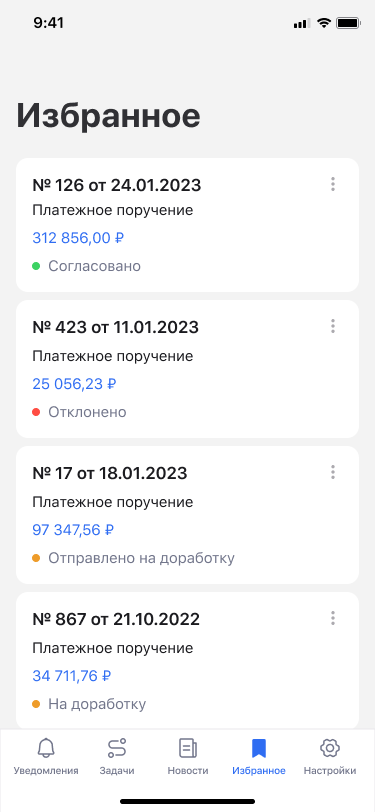 9:41
Избранное
№ 126 от 24.01.2023
Платежное поручение
312 856,00 ₽
Согласовано
№ 423 от 11.01.2023
Платежное поручение
25 056,23 ₽
Отклонено
№ 17 от 18.01.2023
Платежное поручение
97 347,56 ₽
Отправлено на доработку
№ 867 от 21.10.2022
Платежное поручение
34 711,76 ₽
На доработку
Уведомления Задачи Новости Избранное Настройки